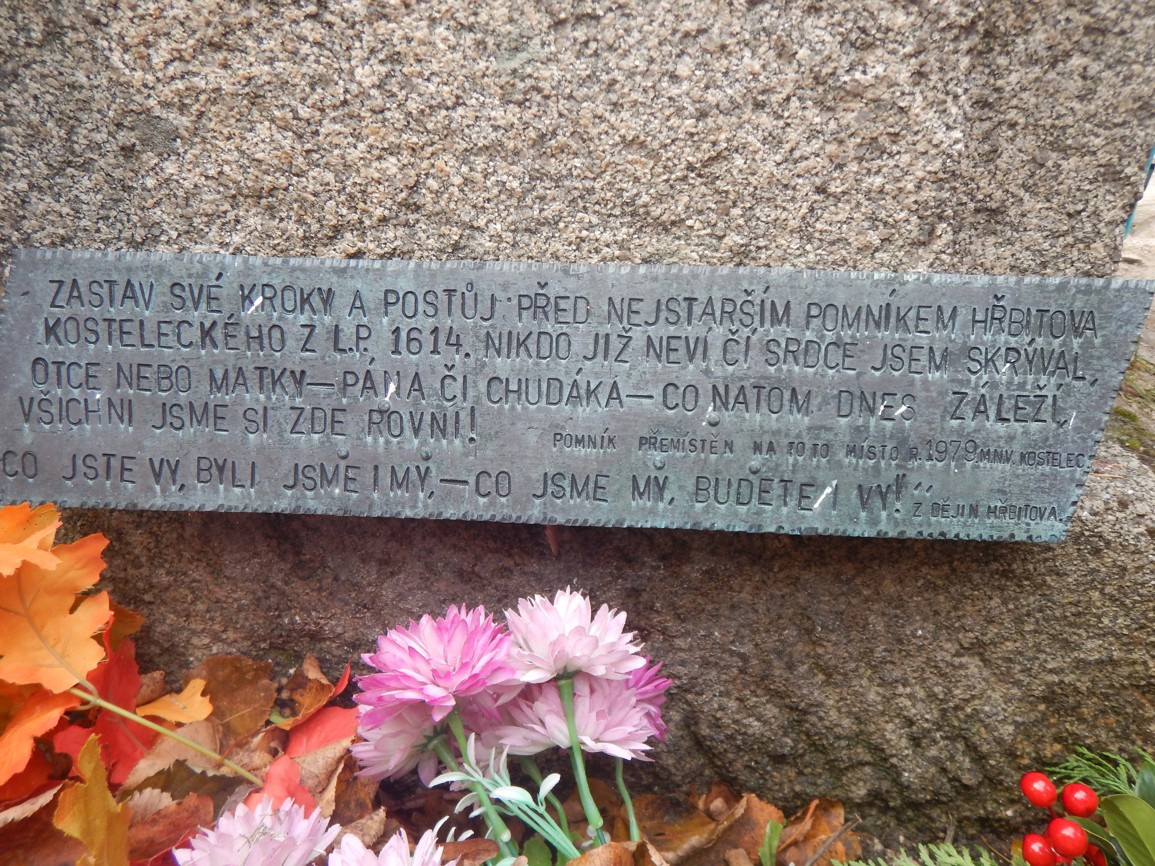 ZASTAV SVÉ KROKY A POSTŮJ PŘED NEJSTARŠÍM POMNÍKEM HŘBITOVA
KOSTELECKÉHO Z L.P. 1614. NIKDO JIŽ NEVÍ ČÍ SRDCE JSEM SKRÝVAL,
OTCE NEBO MATKY—PÁNA ČI CHUDÁKA—CO NATOM DNES ZÁLEŽÍ,
VŠICHNI JSME SI ZDE ROVNI!
POMNÍK PŘEMÍSTĚN NA TOTO MÍSTO R.1979.MNV.KOSTELEC
CO JSTE VY, BYLI JSME I MY,—CO JSME MY, BUDETE I VY!“
Z DĚJIN HŘBITOVA.